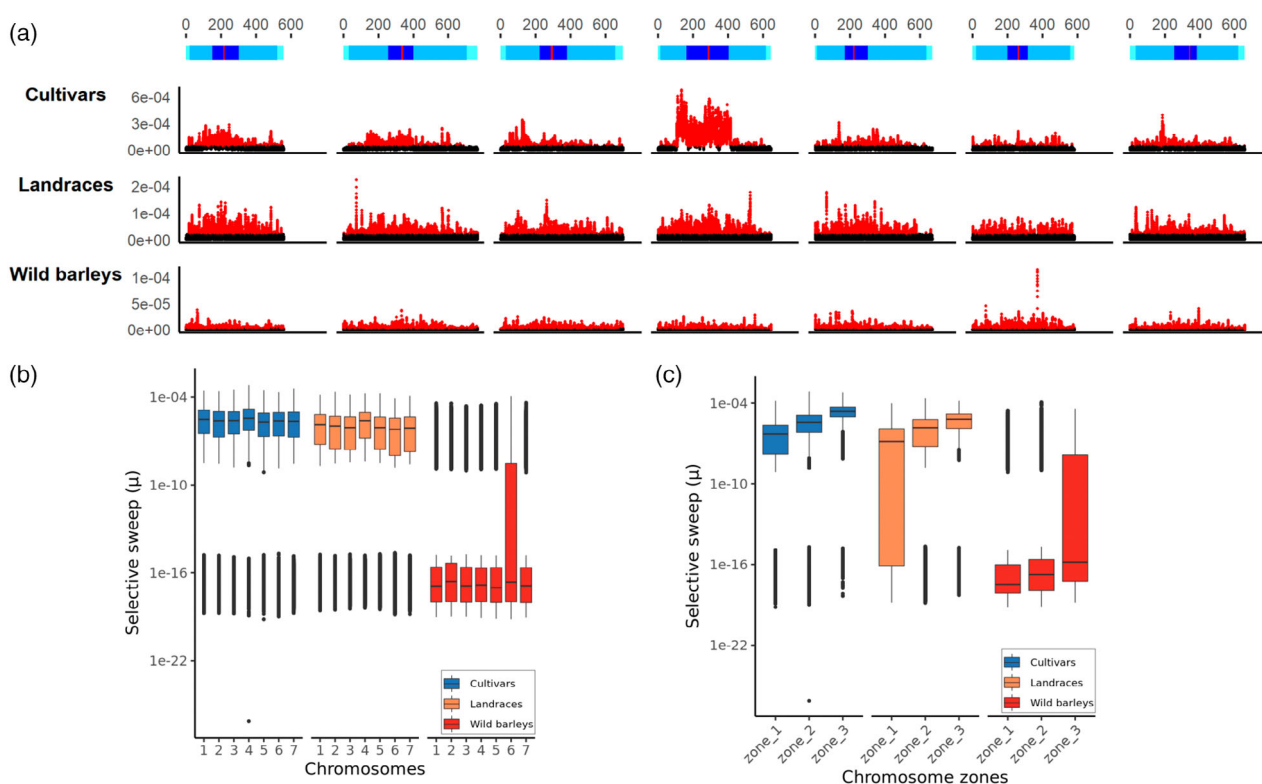 (a)
0 200 400 600 0 200 400 600 0 200 400 600 0 200 400 600 0 200 400 600 0 200 400 600 0 200 400 600
Cultivars
6e-04
3e-04
0e+00
Landraces
2e-04
1e-04
0e+00
Wild barleys
1e-04
5e-05
0e+00
(b)
Selective sweep (μ)
1e-04
1e-10
1e-16
1e-22
Cultivars
Landraces
Wild barleys
1 2 3 4 5 6 7 1 2 3 4 5 6 7 1 2 3 4 5 6 7
Chromosomes
(c)
Selective sweep (μ)
1e-04
1e-10
1e-16
1e-22
Cultivars
Landraces
Wild barleys
zone_1 zone_2 zone_3 zone_1 zone_2 zone_3 zone_1 zone_2 zone_3
Chromosome zones